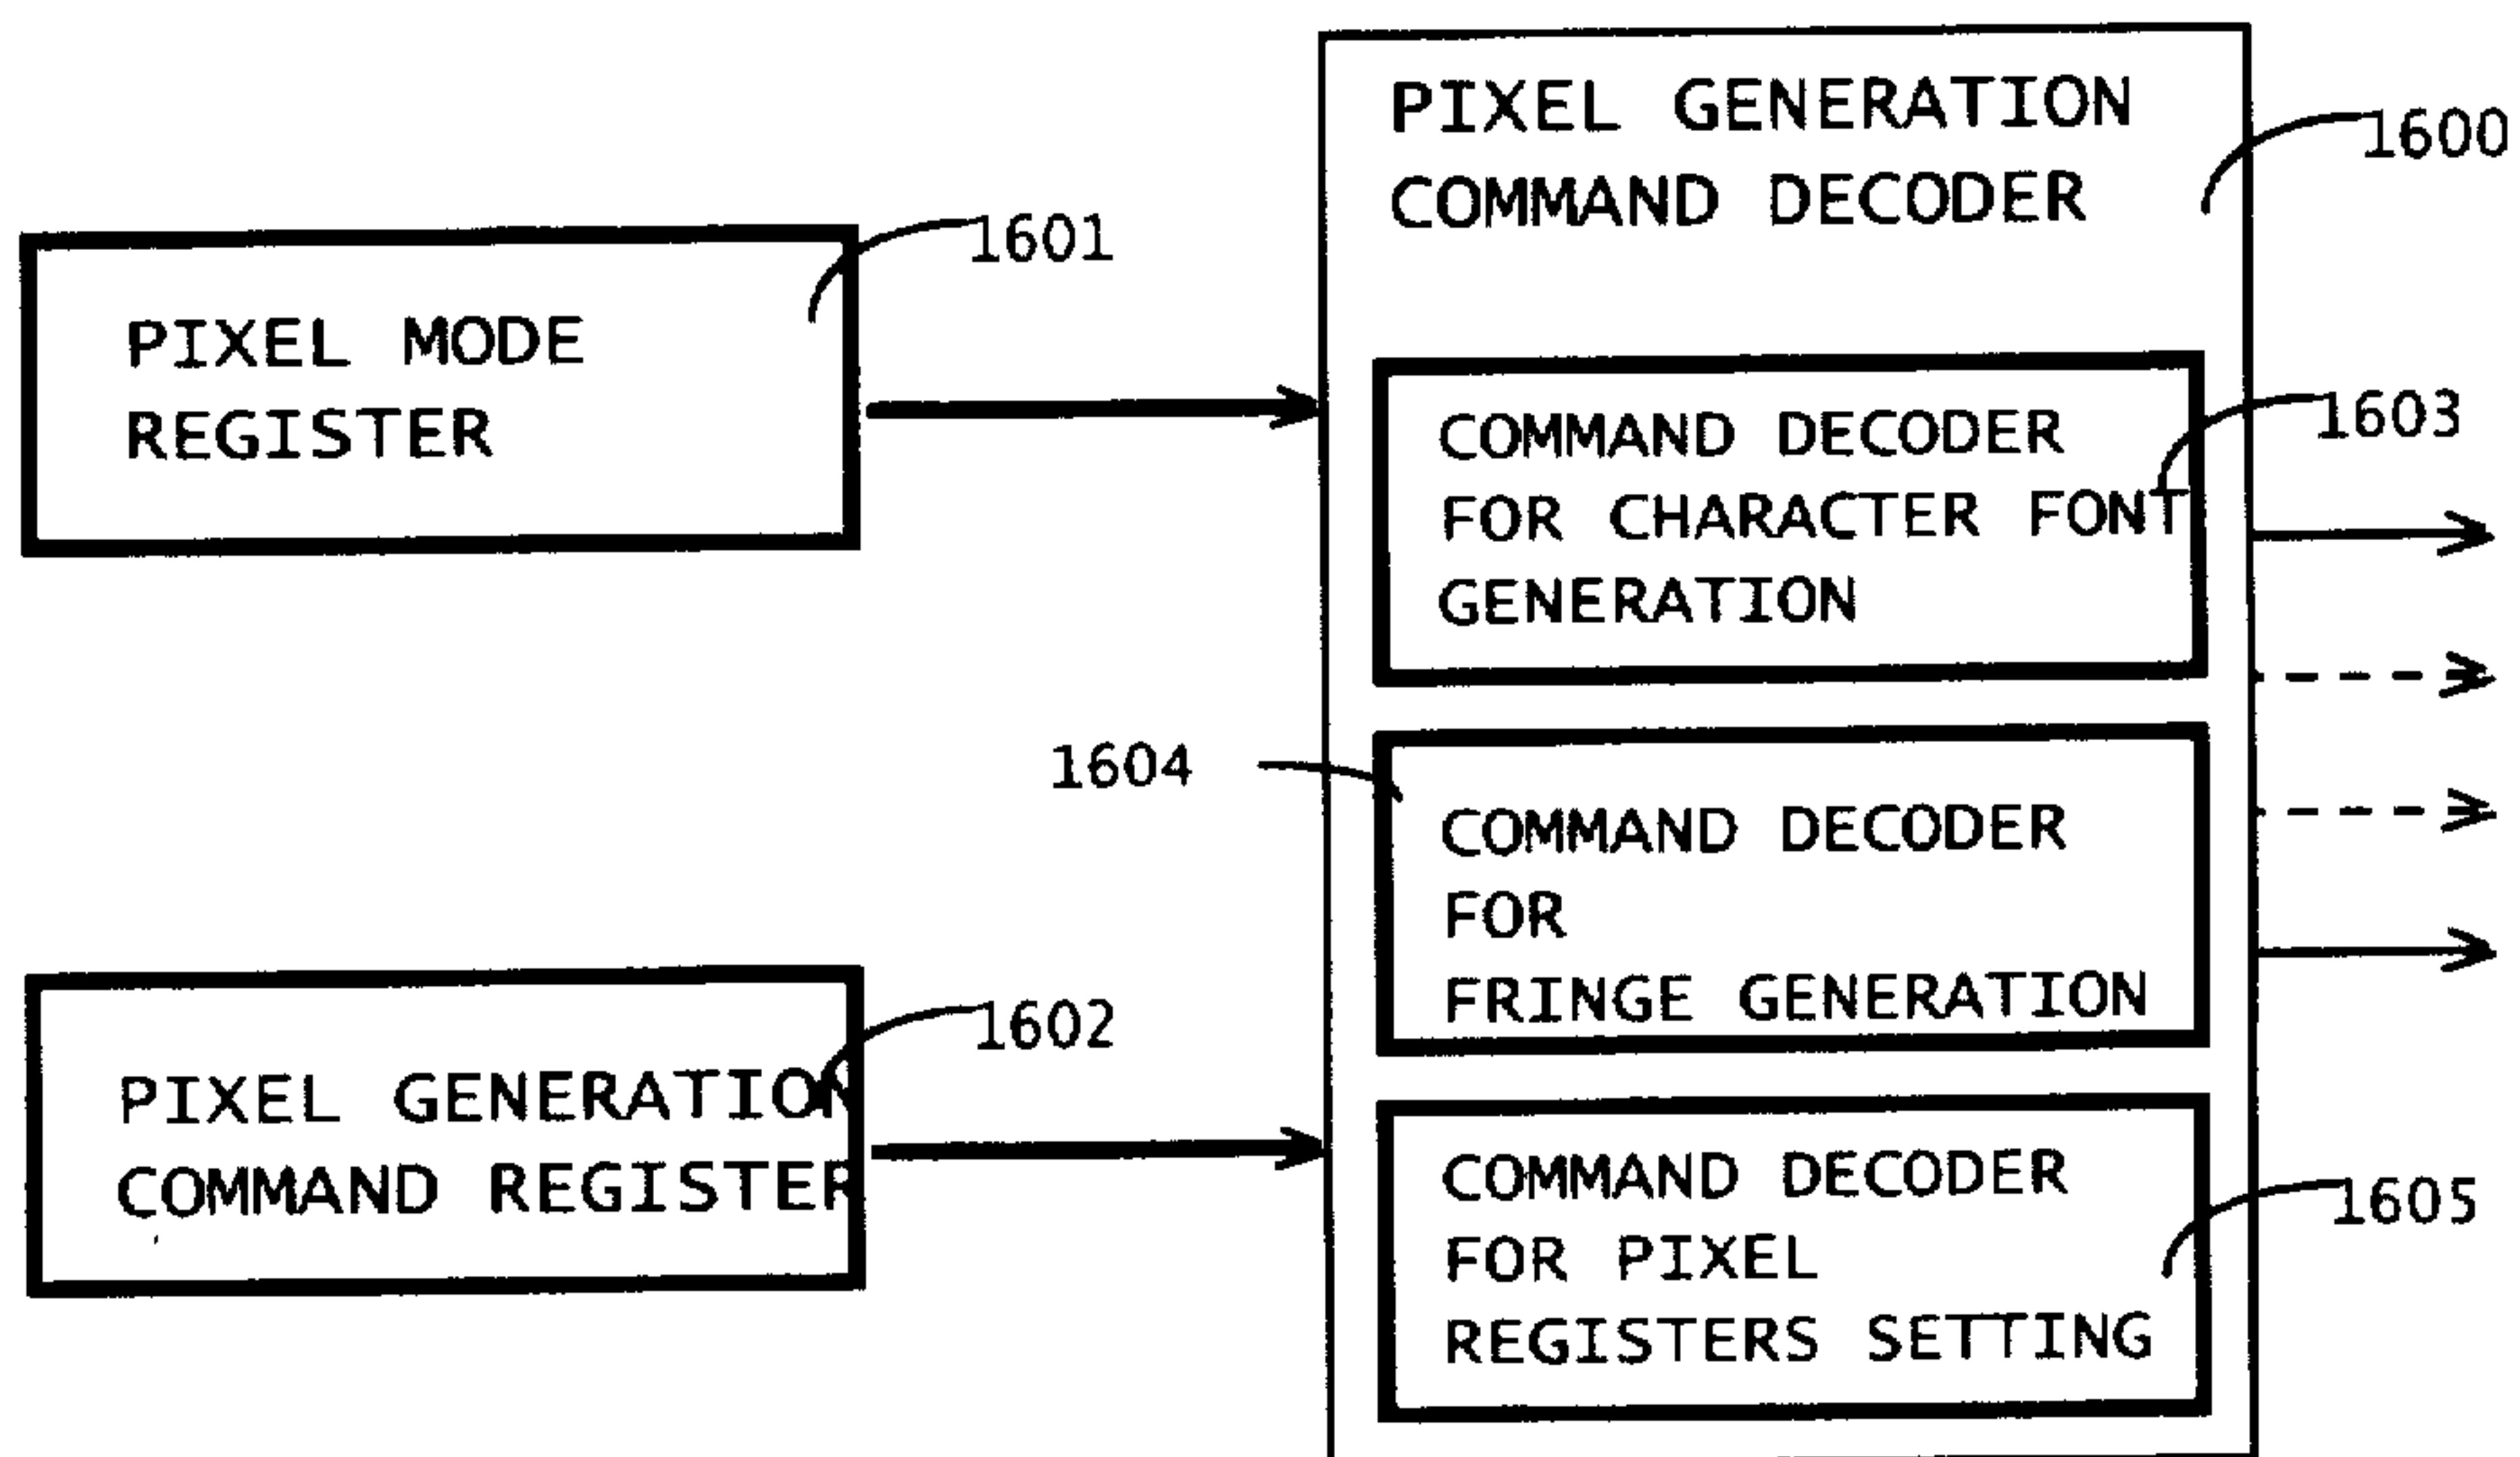 PIXEL GENERATION
COMMAND DECODER
1600
1601
PIXEL MODE
REGISTER
COMMAND DECODER
FOR CHARACTER FONT
GENERATION
1603
1604
COMMAND DECODER
FOR
FRINGE GENERATION
1602
PIXEL GENERATION
COMMAND REGISTER
COMMAND DECODER
FOR PIXEL
REGISTERS SETTING
1605